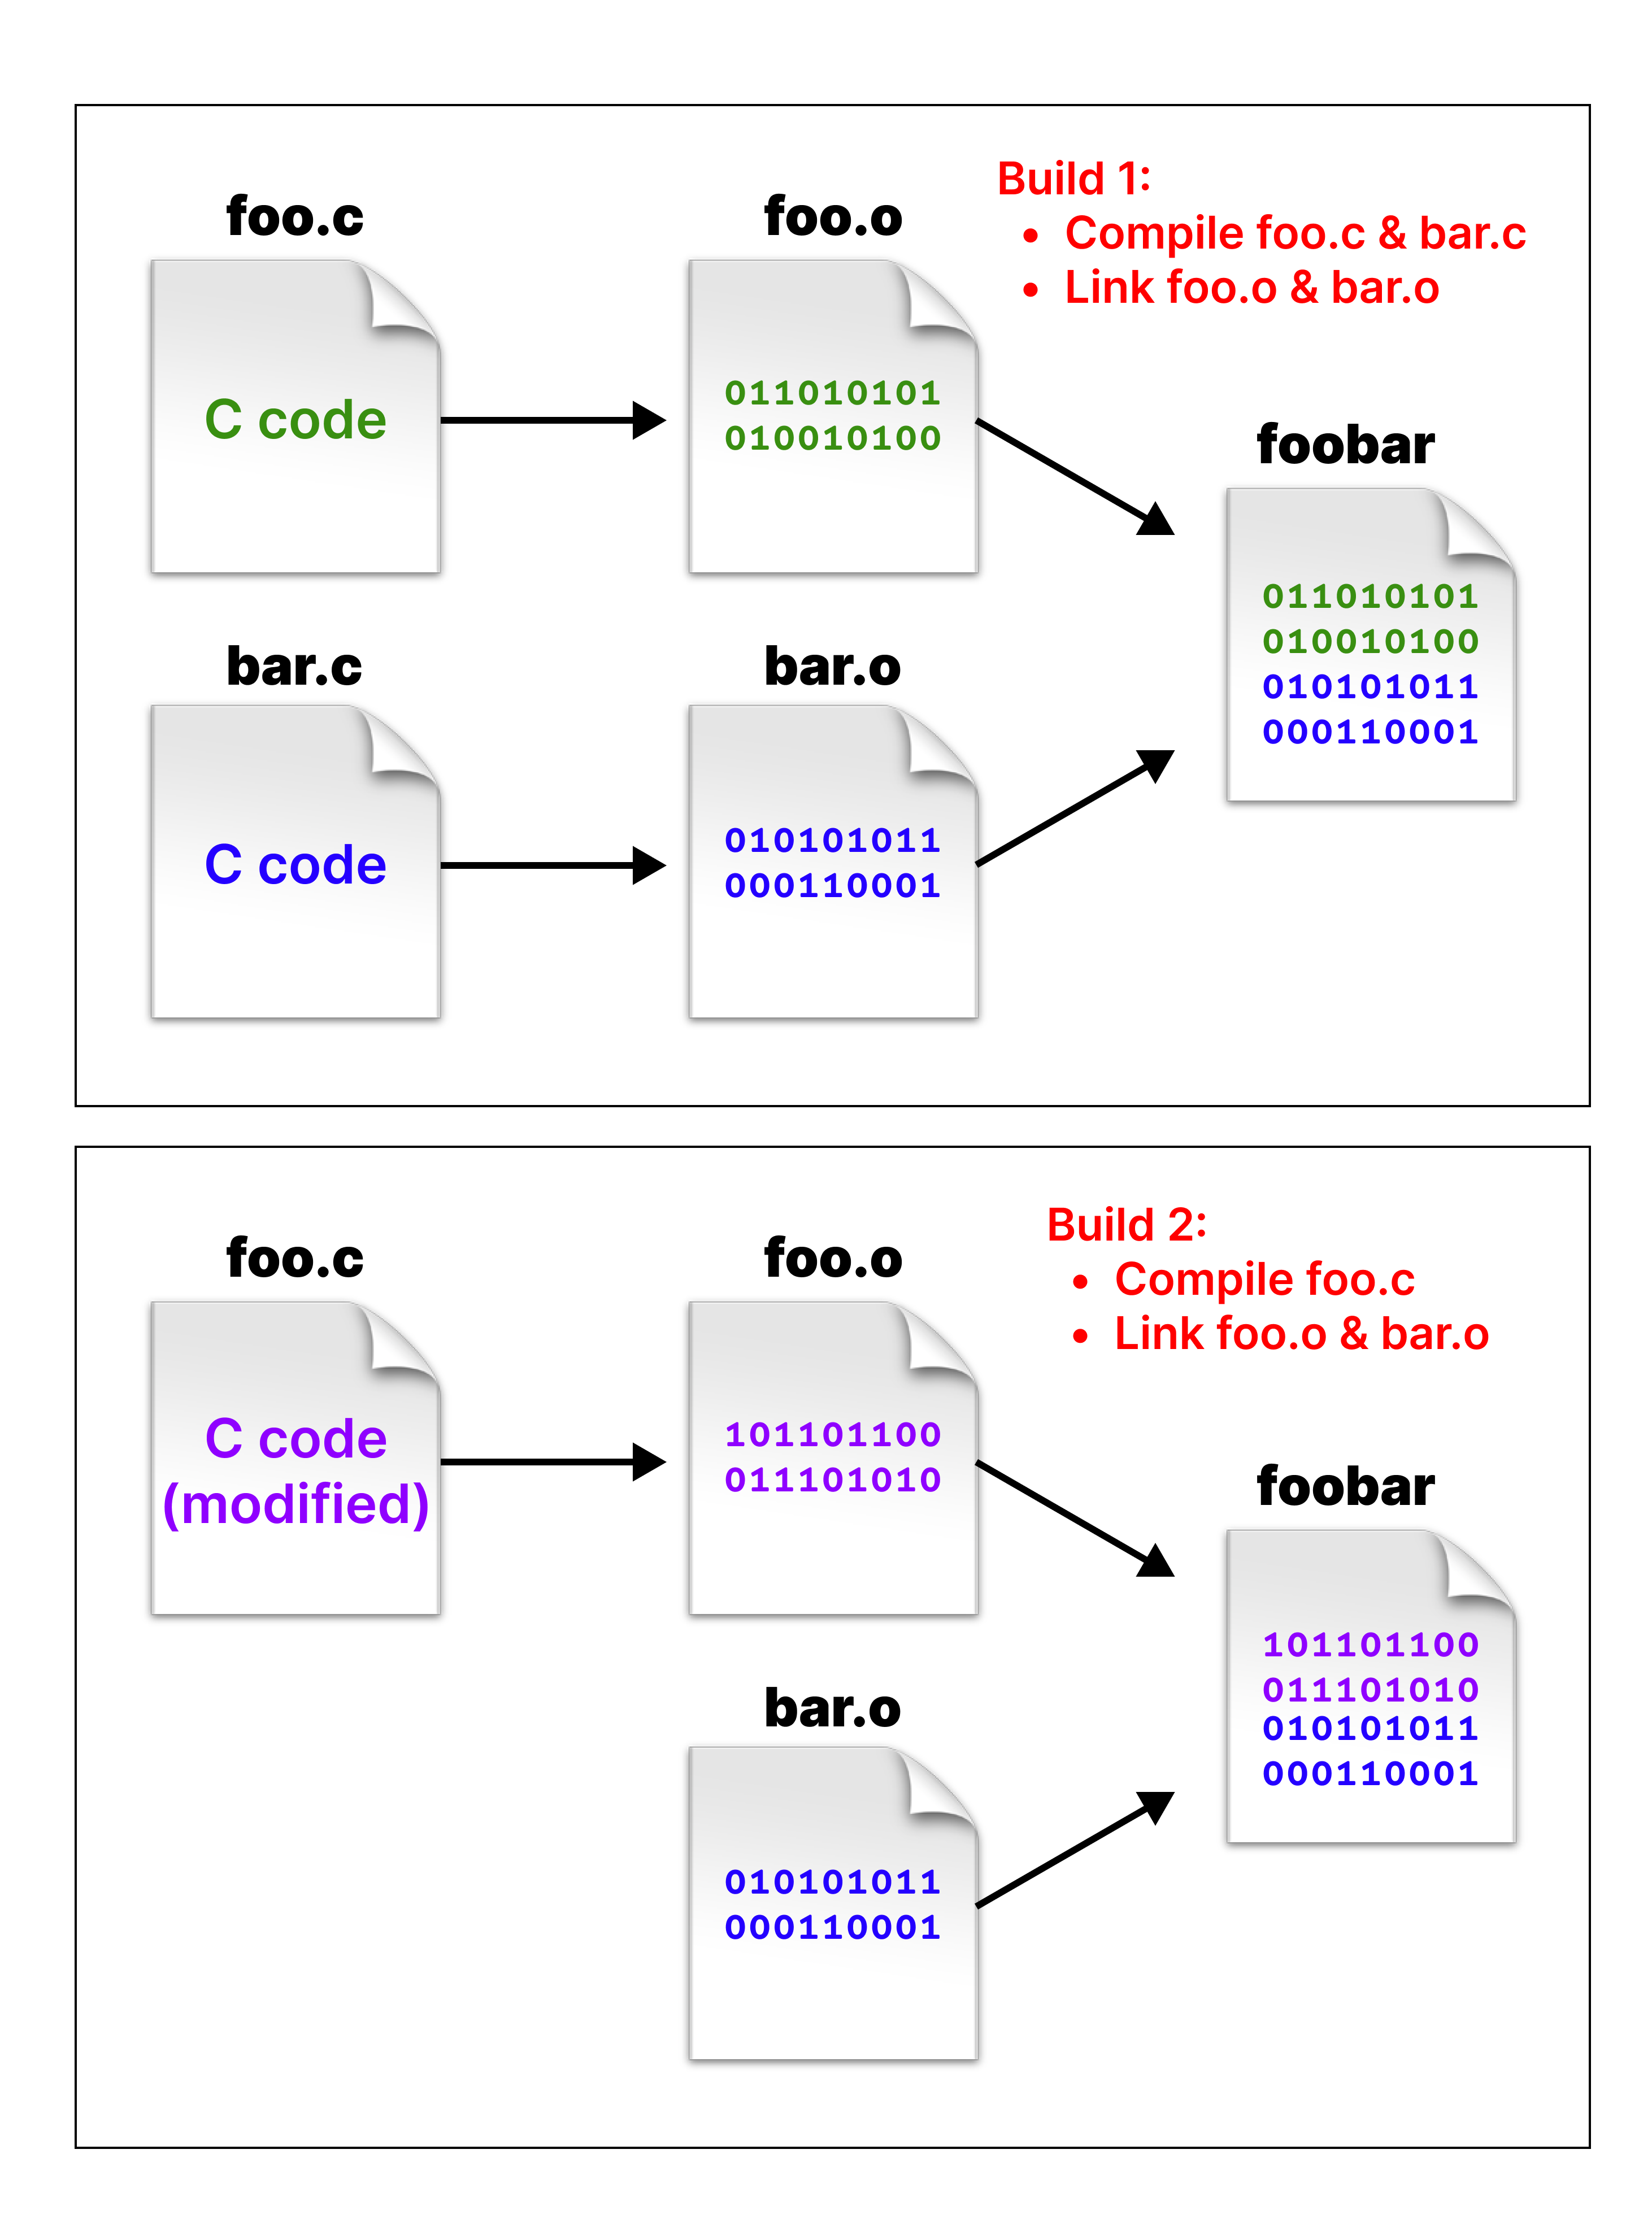 Build 1:
• Compile foo.c & bar.c
• Link foo.o & bar.o
foo.c
C code
foo.o
011010101
010010100
bar.c
C code
bar.o
010101011
000110001
foobar
011010101
010010100
010101011
000110001
Build 2:
• Compile foo.c
• Link foo.o & bar.o
foo.c
C code
(modified)
foo.o
101101100
011101010
bar.o
010101011
000110001
foobar
101101100
011101010
010101011
000110001